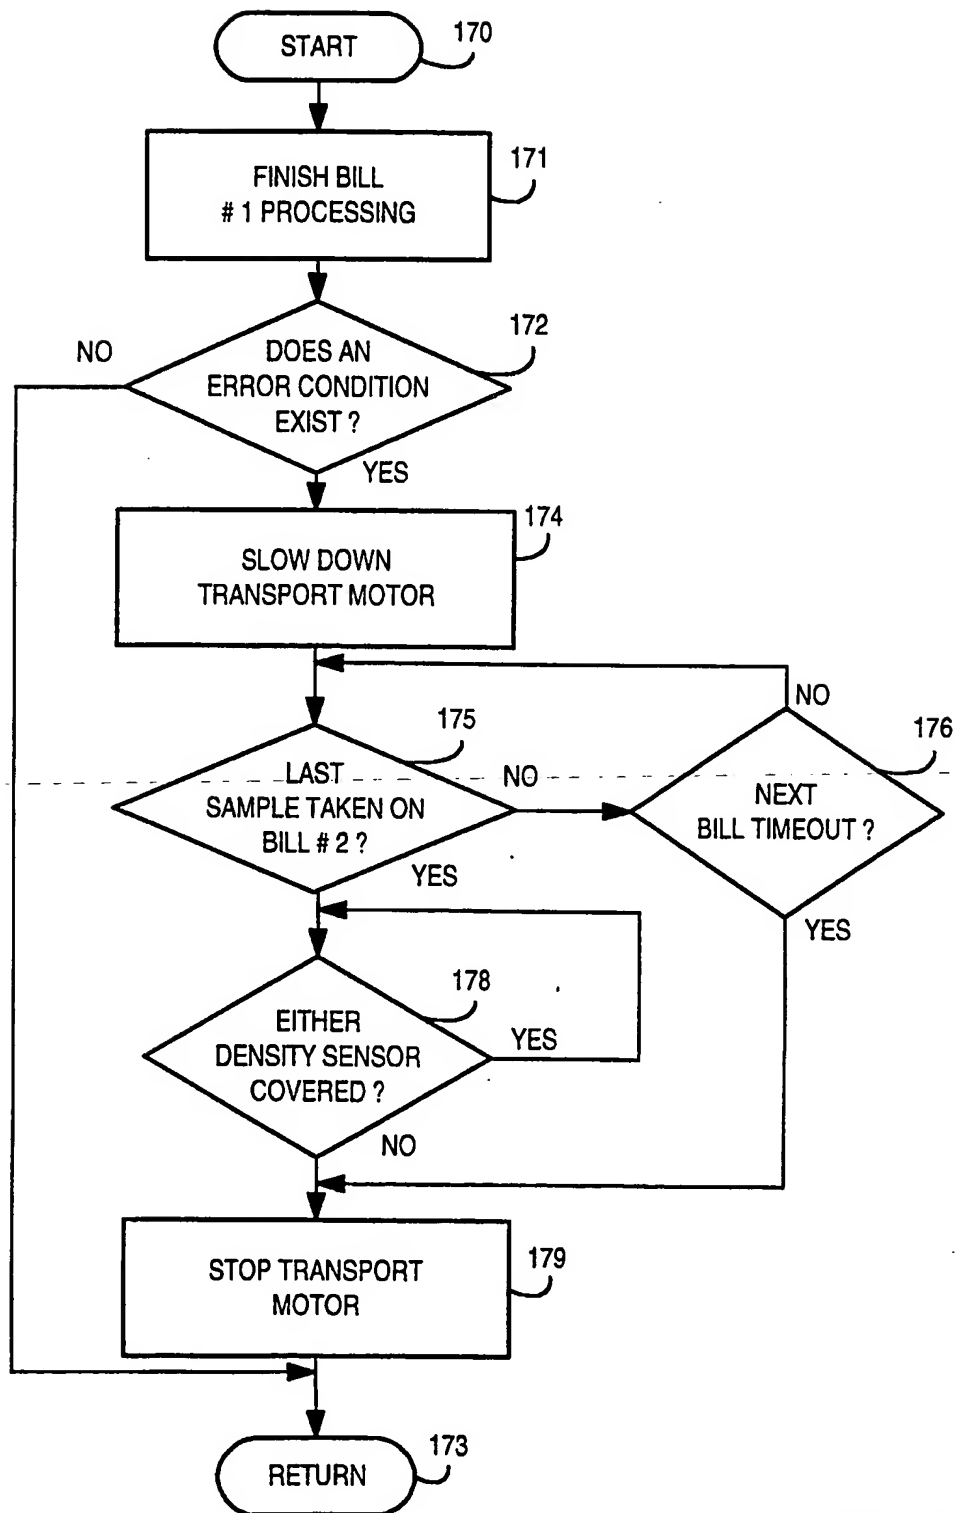 START
170
FINISH BILL
# 1 PROCESSING
171
DOES AN
ERROR CONDITION
EXIST ?
172
NO
YES
SLOW DOWN
TRANSPORT MOTOR
174
LAST
SAMPLE TAKEN ON
BILL # 2 ?
175
NO
YES
NEXT
BILL TIMEOUT ?
176
NO
YES
EITHER
DENSITY SENSOR
COVERED ?
178
YES
NO
STOP TRANSPORT
MOTOR
179
RETURN
173